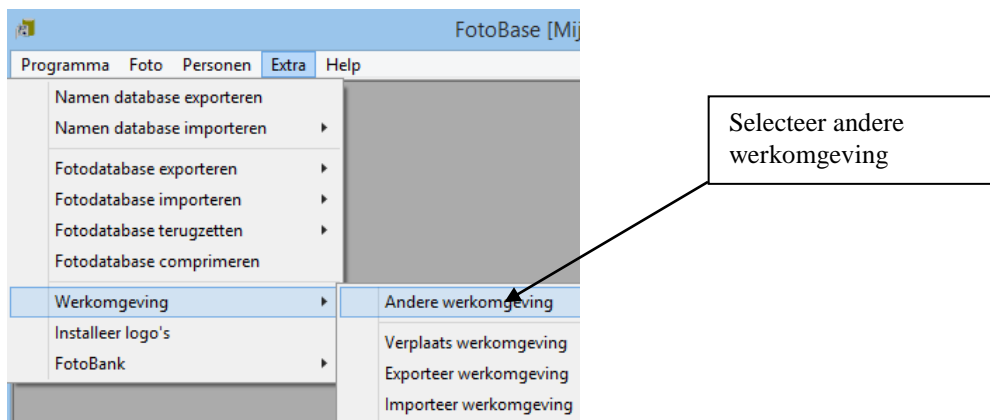 FotoBase [Mij
Programma Foto Personen Extra Help
Namen database exporteren
Namen database importeren
Fotodatabase exporteren
Fotodatabase importeren
Fotodatabase terugzetten
Fotodatabase comprimeren
Werkomgeving
Installeer logo's
FotoBank
Andere werkomgeving
Verplaats werkomgeving
Exporteer werkomgeving
Importeer werkomgeving
Selecteer andere
werkomgeving